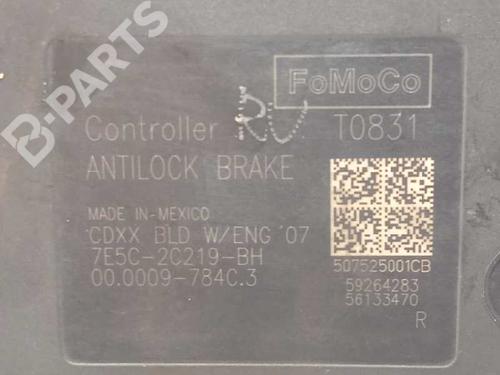 B-PARTS
FoMoCo
Controller
T0831
ANTILOCK BRAKE
MADE IN-MEXICO
CDXX BLD W/ENG '07
7E5C-2C219-BH
00.0009-784C.3
507525001CB
59264283
56133470
R
B-PARTS